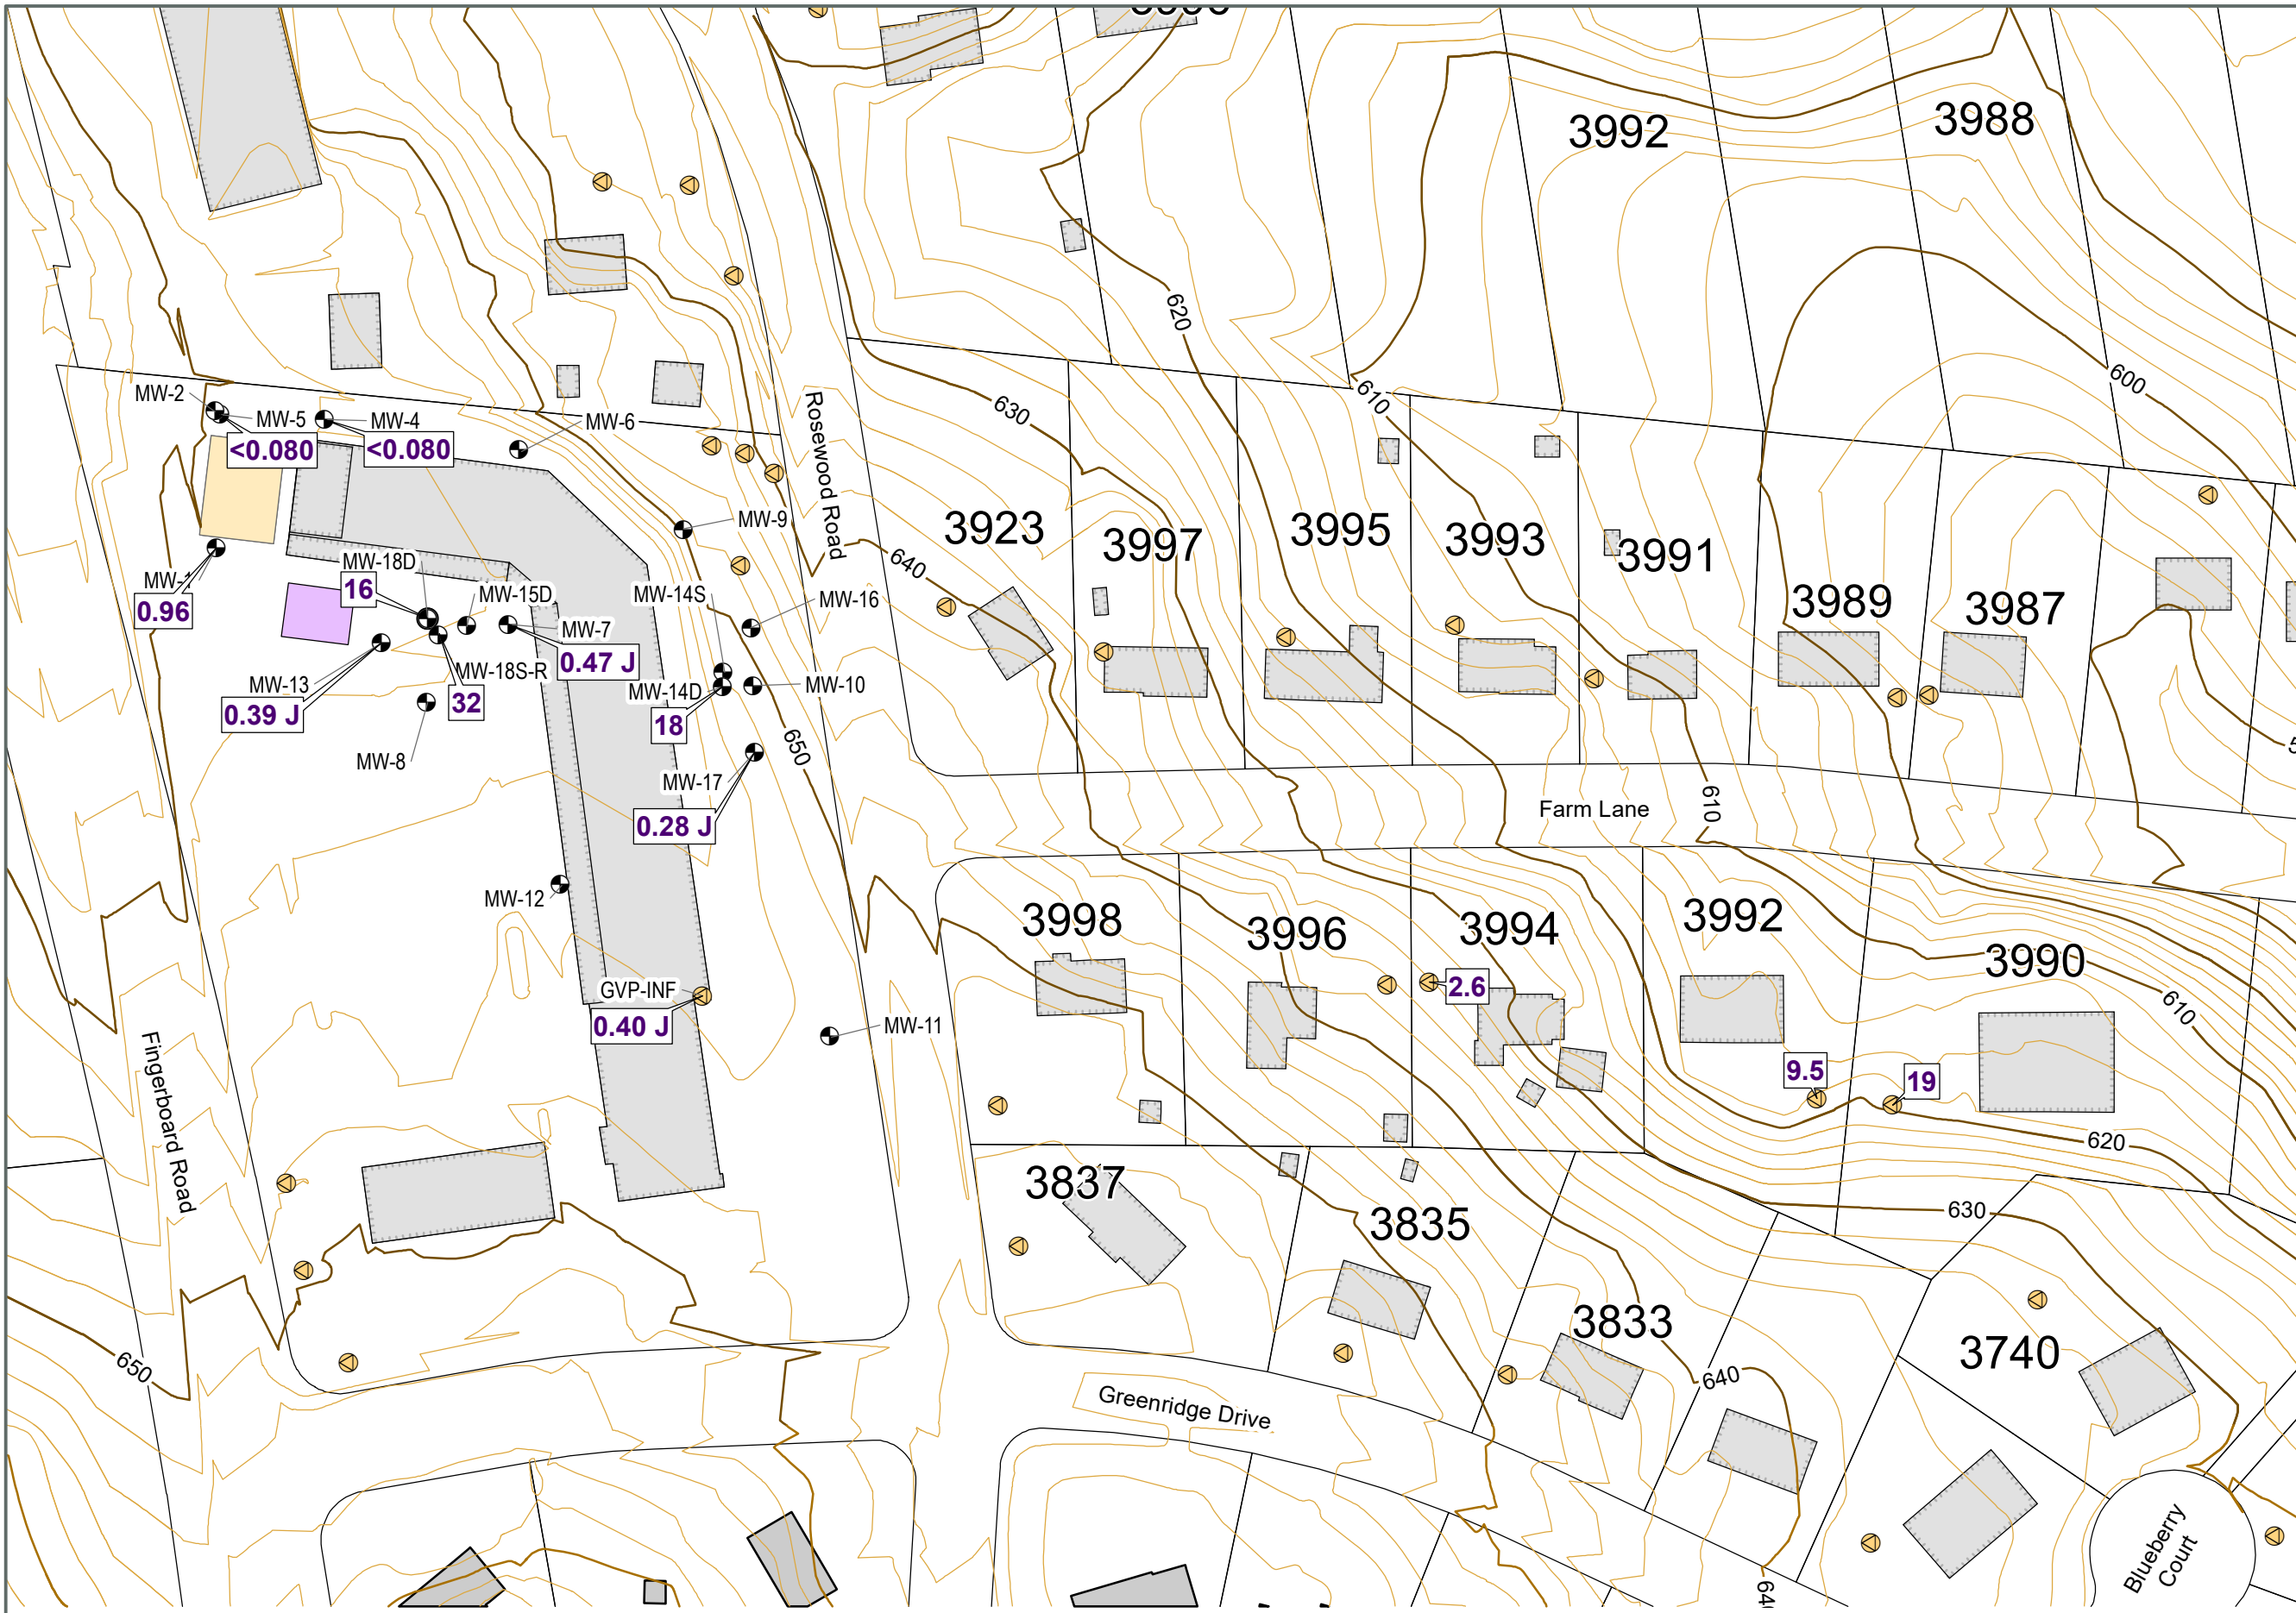 3992
3988
620
MW-2
MW-5
MW-4
MW-6
<0.080
<0.080
610
600
630
Rosewood Road
MW-9
3923
3997
3995
3993
3991
3989
3987
640
MW-18D
16
0.96
MW-15D
MW-14S
MW-16
MW-7
0.47 J
MW-18S-R
32
MW-13
0.39 J
MW-14D
18
MW-10
MW-8
650
MW-17
0.28 J
Farm Lane
610
MW-12
3998
3996
3994
3992
3990
GVP-INF
0.40 J
MW-11
2.6
610
9.5
19
620
Fingerboard Road
3837
3835
630
3833
3740
650
640
Greenridge Drive
Blueberry
Court